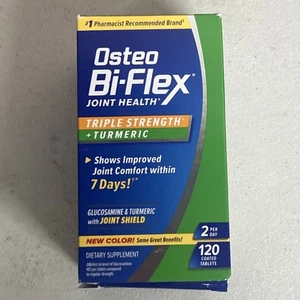 #1 Pharmacist Recommended Brand†
Osteo
Bi-Flex®
JOINT HEALTH*
TRIPLE STRENGTH◊
+ TURMERIC
Shows Improved
Joint Comfort within
7 Days!*
GLUCOSAMINE & TURMERIC
with JOINT SHIELD
2 PER
DAY
NEW COLOR! Same Great Benefits!
120
COATED
TABLETS
DIETARY SUPPLEMENT